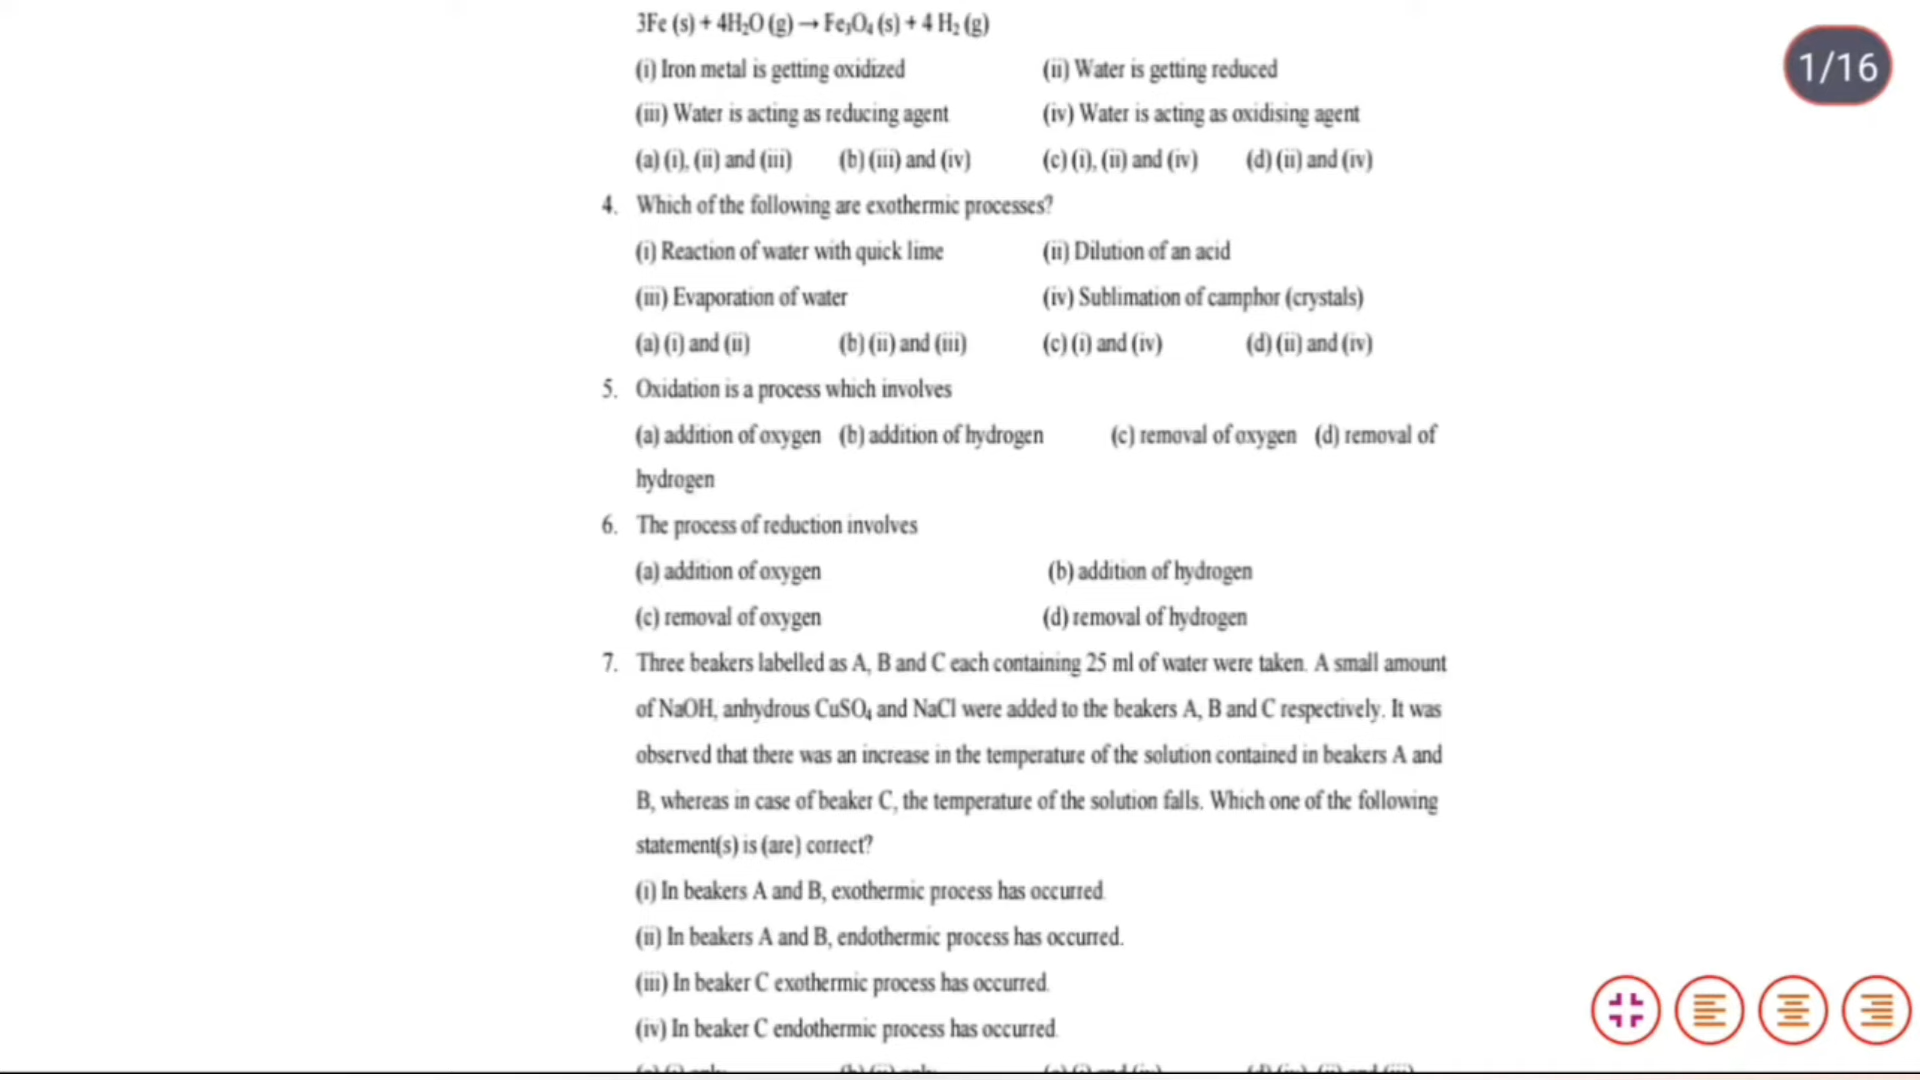 3Fe (s) + 4H₂O (g) → Fe₃O₄ (s) + 4 H₂ (g)
1/16
(i) Iron metal is getting oxidized (ii) Water is getting reduced
(iii) Water is acting as reducing agent (iv) Water is acting as oxidising agent
(a) (i), (ii) and (iii) (b) (iii) and (iv) (c) (i), (ii) and (iv) (d) (ii) and (iv)
4. Which of the following are exothermic processes?
(i) Reaction of water with quick lime (ii) Dilution of an acid
(iii) Evaporation of water (iv) Sublimation of camphor (crystals)
(a) (i) and (ii) (b) (ii) and (iii) (c) (i) and (iv) (d) (ii) and (iv)
5. Oxidation is a process which involves
(a) addition of oxygen (b) addition of hydrogen (c) removal of oxygen (d) removal of
hydrogen
6. The process of reduction involves
(a) addition of oxygen (b) addition of hydrogen
(c) removal of oxygen (d) removal of hydrogen
7. Three beakers labelled as A, B and C each containing 25 ml of water were taken. A small amount
of NaOH, anhydrous CuSO₄ and NaCl were added to the beakers A, B and C respectively. It was
observed that there was an increase in the temperature of the solution contained in beakers A and
B, whereas in case of beaker C, the temperature of the solution falls. Which one of the following
statement(s) is (are) correct?
(i) In beakers A and B, exothermic process has occurred.
(ii) In beakers A and B, endothermic process has occurred.
(iii) In beaker C exothermic process has occurred.
(iv) In beaker C endothermic process has occurred.